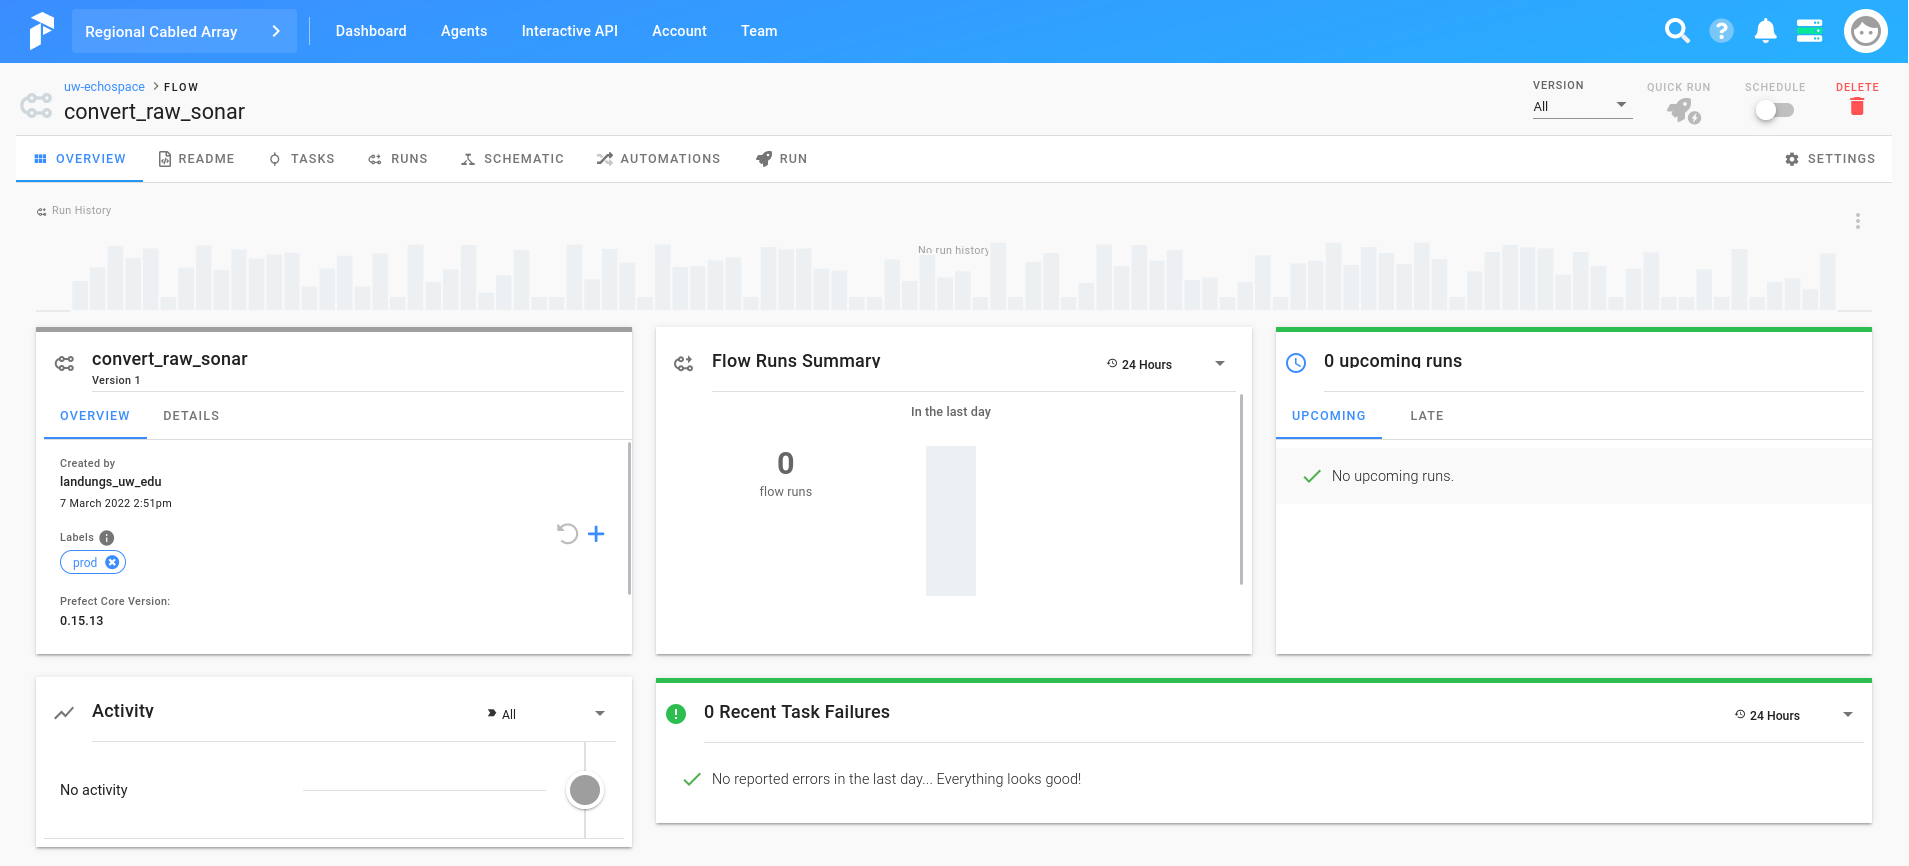 Regional Cabled Array
Dashboard
Agents
Interactive API
Account
Team
uw-echospace
FLOW
convert_raw_sonar
VERSION
All
QUICK RUN
SCHEDULE
DELETE
OVERVIEW
README
TASKS
RUNS
SCHEMATIC
AUTOMATIONS
RUN
SETTINGS
Run History
No run history
convert_raw_sonar
Version 1
OVERVIEW
DETAILS
Created by
landungs_uw_edu
7 March 2022 2:51pm
Labels
prod
Prefect Core Version:
0.15.13
Flow Runs Summary
24 Hours
In the last day
0
flow runs
0 upcoming runs
UPCOMING
LATE
No upcoming runs.
Activity
All
No activity
0 Recent Task Failures
24 Hours
No reported errors in the last day... Everything looks good!